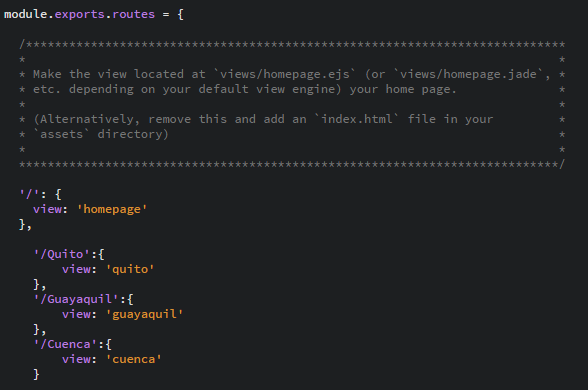 module.exports.routes = {
/***************************************************************************
* *
* Make the view located at `views/homepage.ejs` (or `views/homepage.jade`, *
* etc. depending on your default view engine) your home page. *
* *
* (Alternatively, remove this and add an `index.html` file in your *
* `assets` directory) *
* *
***************************************************************************/
'/': {
view: 'homepage'
},
'/Quito':{
view: 'quito'
},
'/Guayaquil':{
view: 'guayaquil'
},
'/Cuenca':{
view: 'cuenca'
}